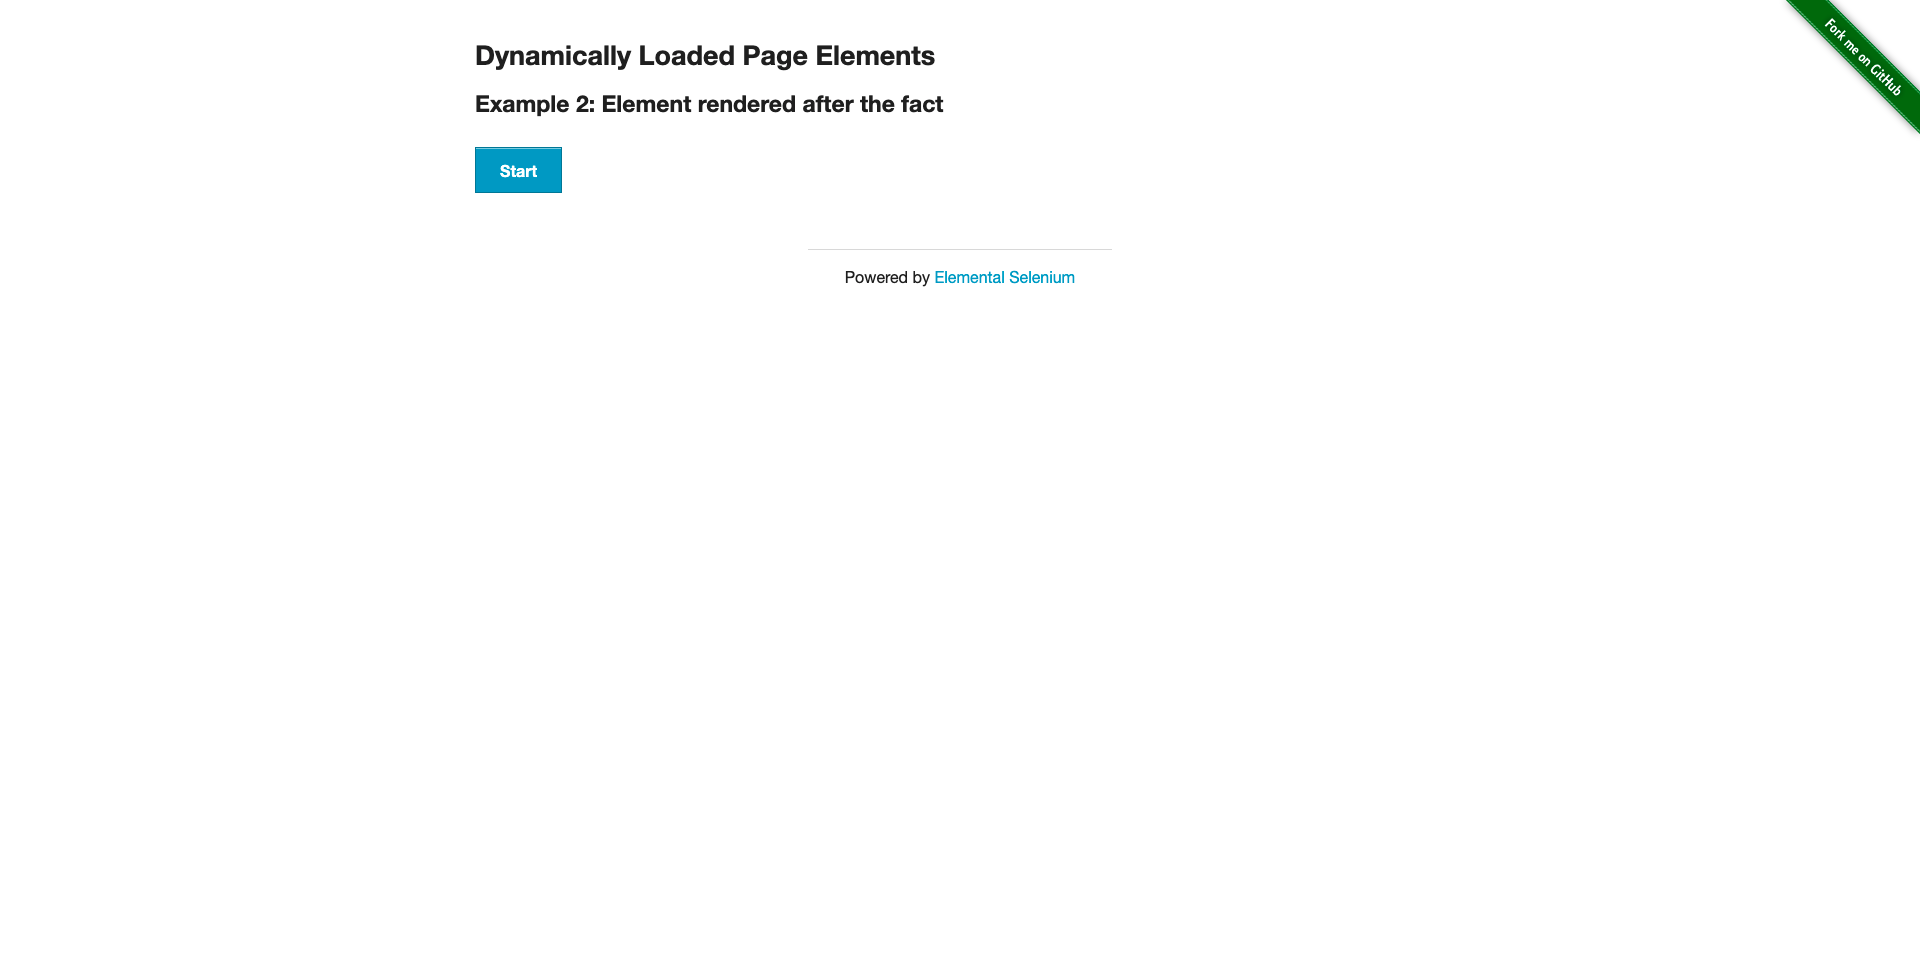 Fork me on GitHub
Dynamically Loaded Page Elements
Example 2: Element rendered after the fact
Start
Powered by Elemental Selenium